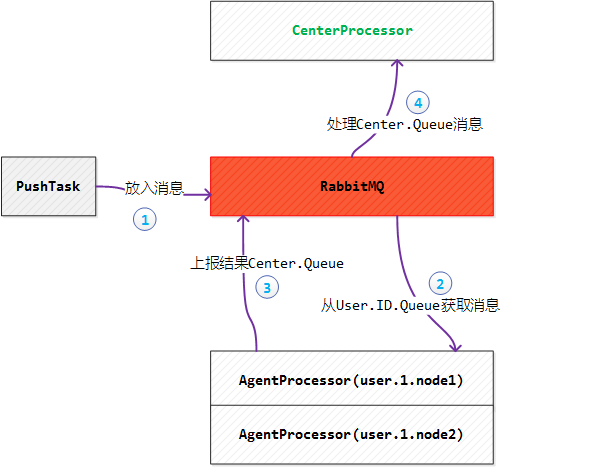 CenterProcessor
4
处理Center.Queue消息
PushTask
放入消息
1
RabbitMQ
上报结果Center.Queue
3
2
从User.ID.Queue获取消息
AgentProcessor(user.1.node1)
AgentProcessor(user.1.node2)